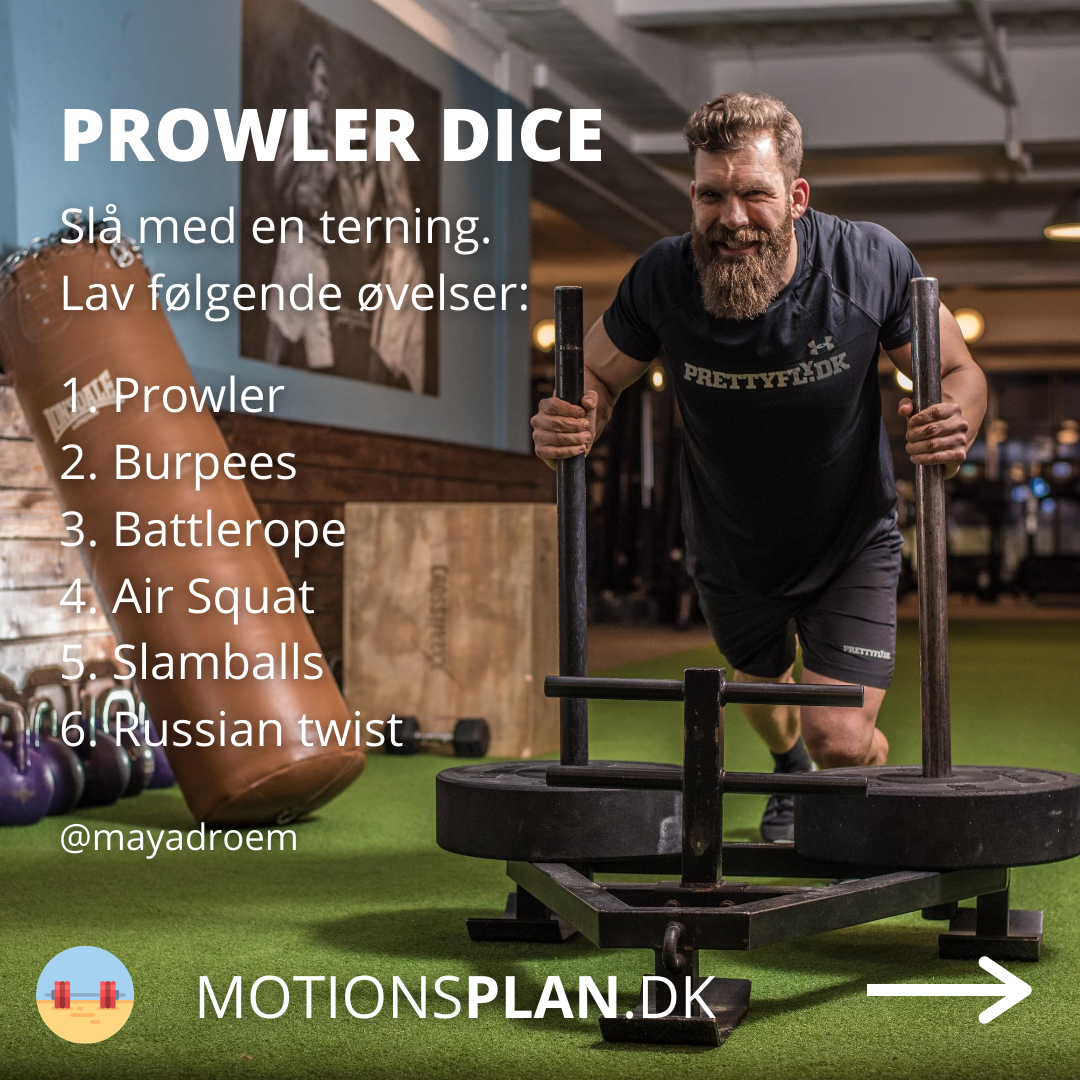 PROWLER DICE
Slå med en terning.
Lav følgende øvelser:
1. Prowler
2. Burpees
3. Battlerope
4. Air Squat
5. Slamballs
6. Russian twist
@mayadroem
MOTIONSPLAN.DK
PRETTYFLY.DK
PRETTYFLY.DK
LONSDALE